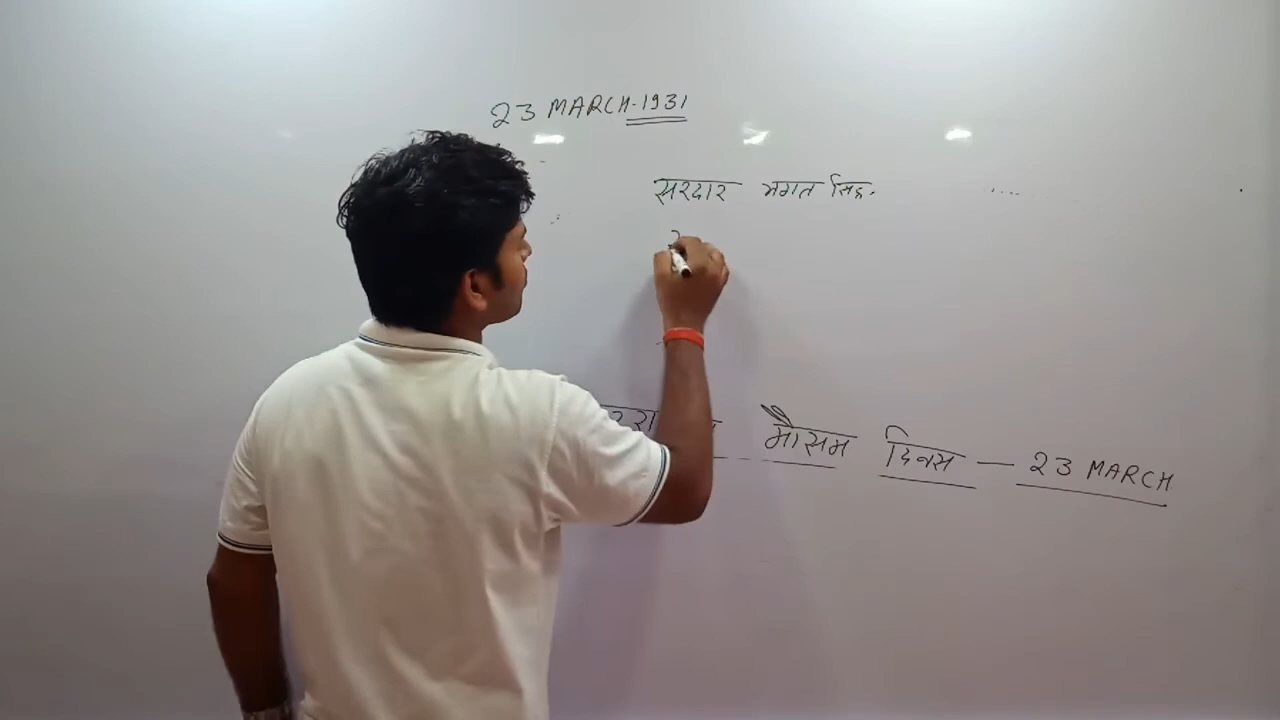 23 MARCH-1931
सरदार भगत सिंह
मौसम दिवस — 23 MARCH